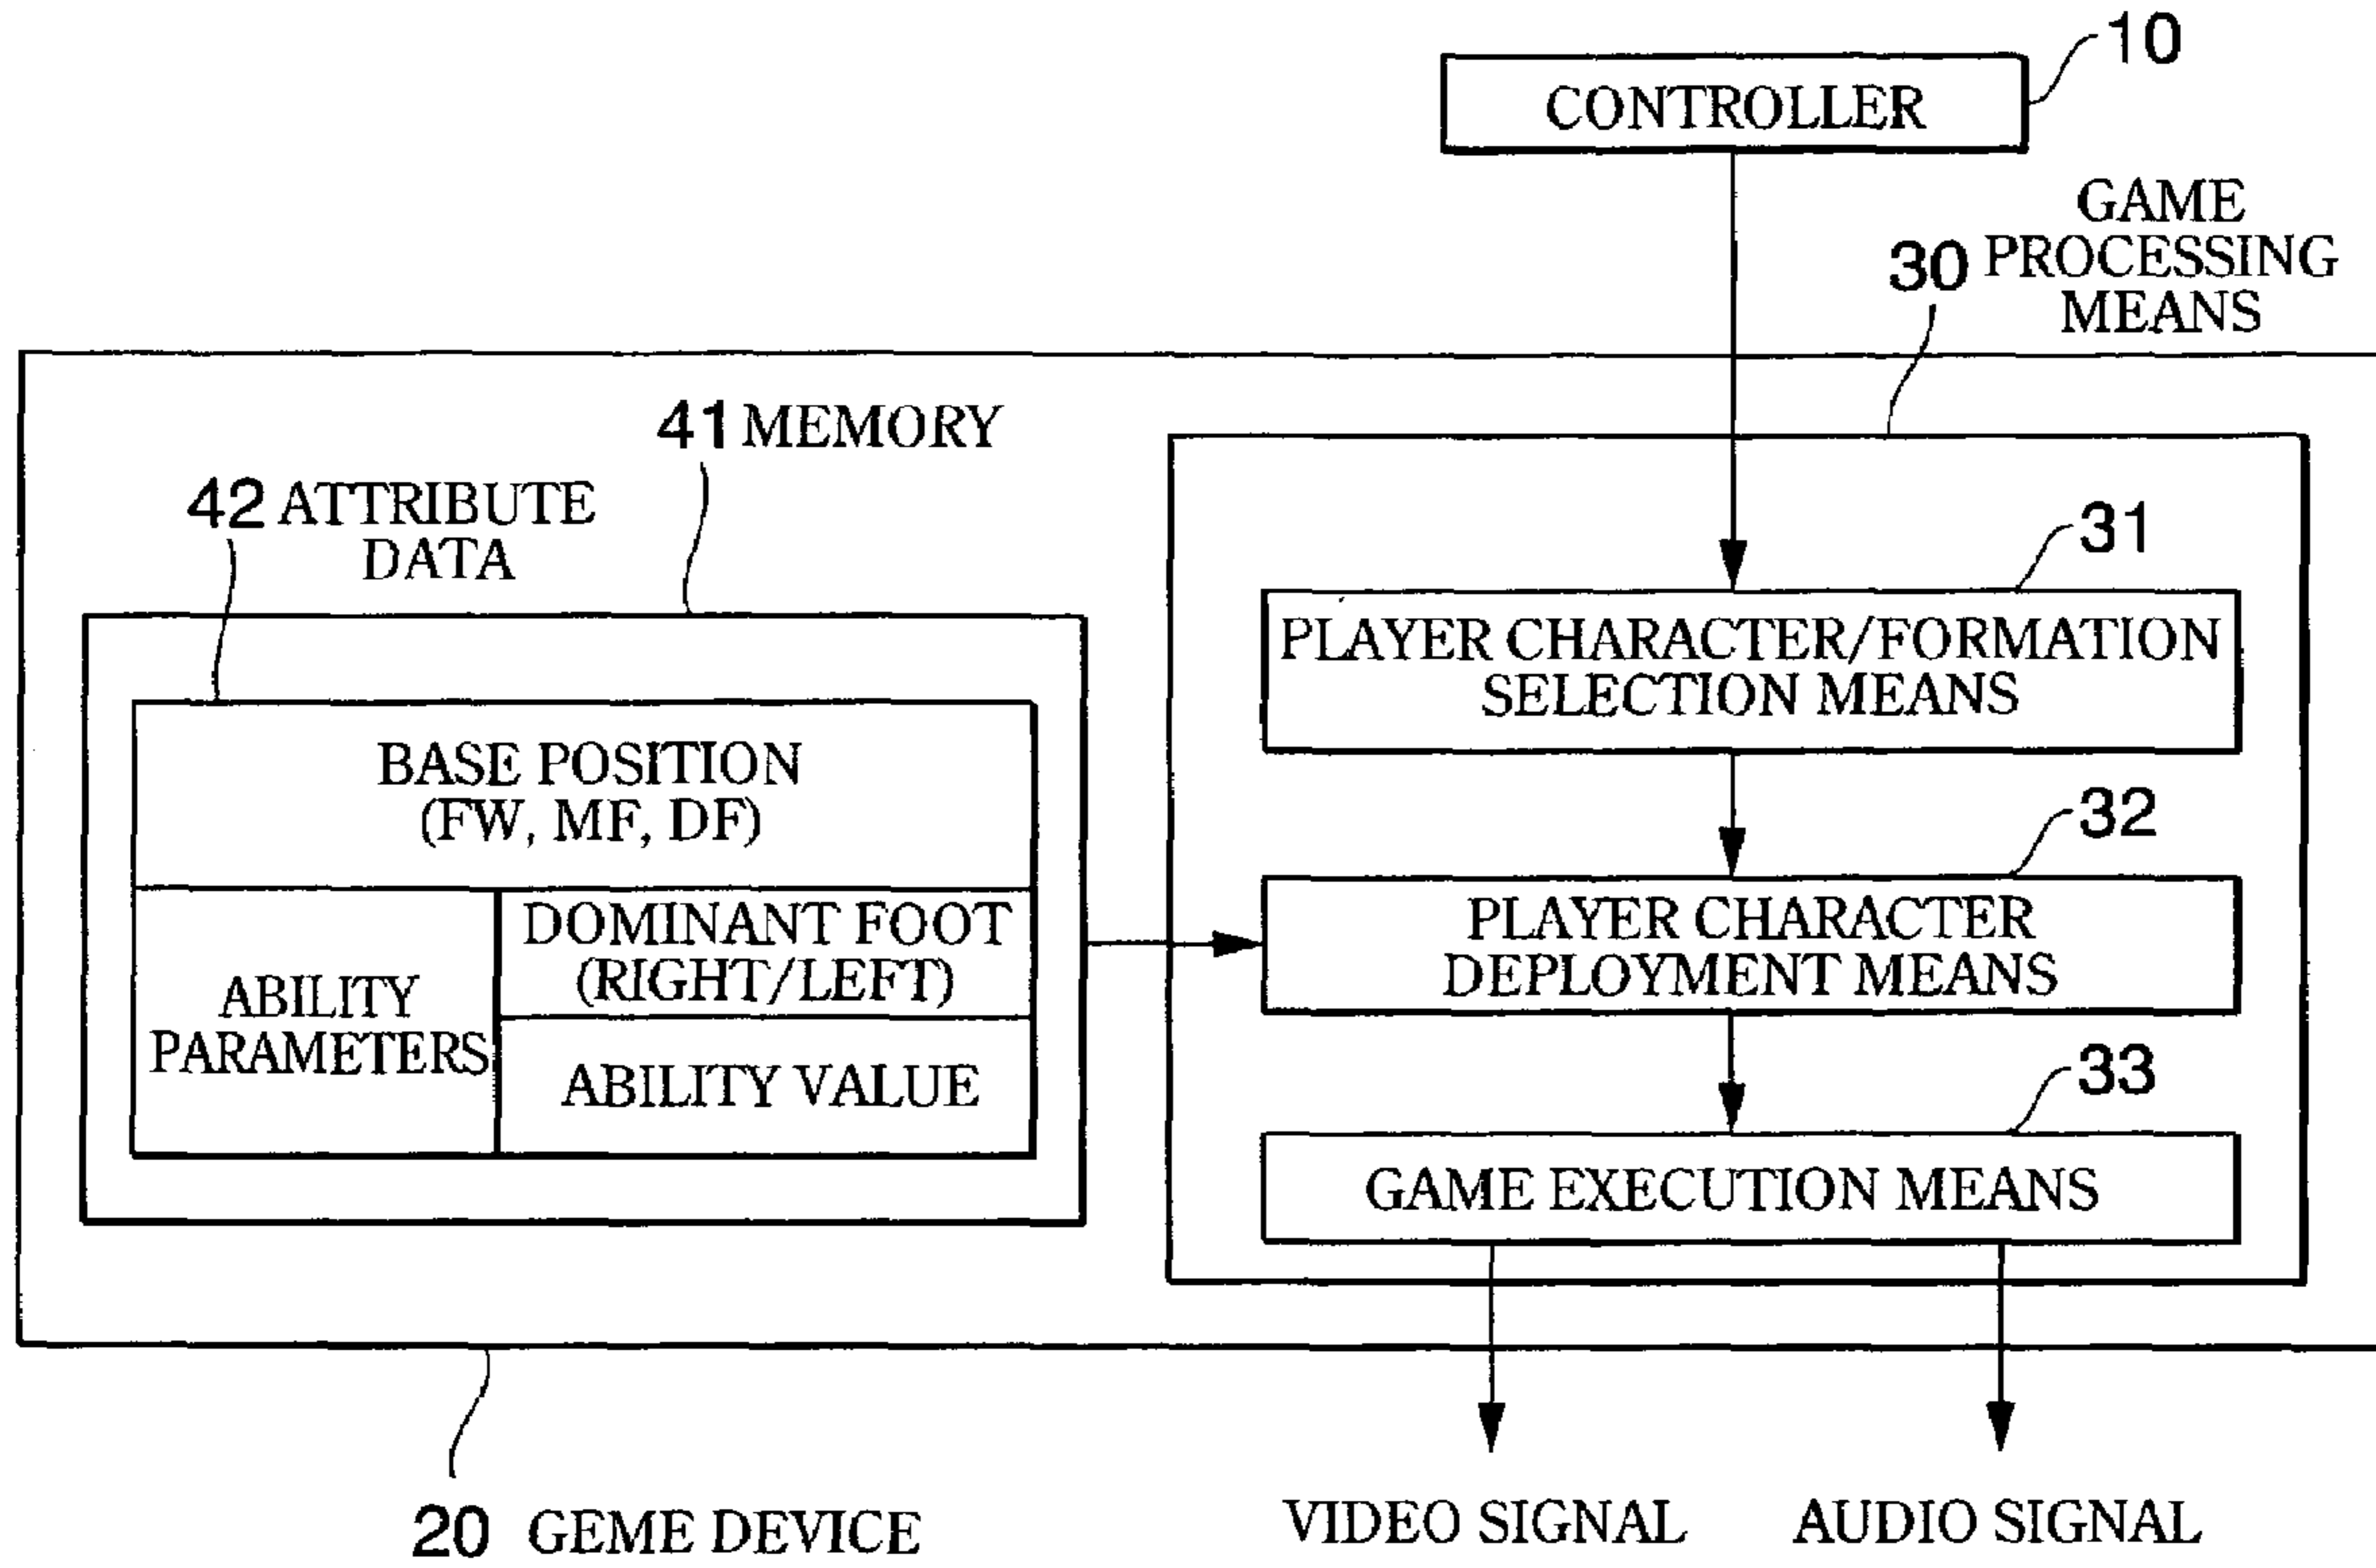 10
CONTROLLER
GAME
30 PROCESSING
MEANS
41 MEMORY
42 ATTRIBUTE
DATA
BASE POSITION
(FW, MF, DF)
ABILITY
PARAMETERS
DOMINANT FOOT
(RIGHT/LEFT)
ABILITY VALUE
31
PLAYER CHARACTER/FORMATION
SELECTION MEANS
32
PLAYER CHARACTER
DEPLOYMENT MEANS
33
GAME EXECUTION MEANS
20 GEME DEVICE
VIDEO SIGNAL
AUDIO SIGNAL